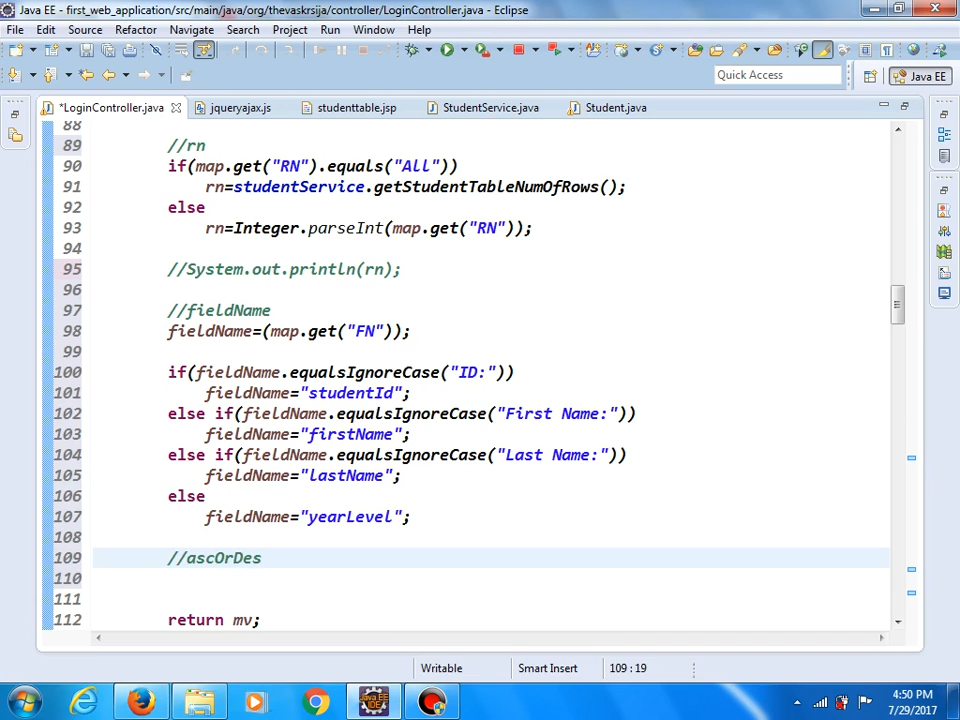 Java EE - first_web_application/src/main/java/org/thevaskrsija/controller/LoginController.java - Eclipse
File Edit Source Refactor Navigate Search Project Run Window Help
Quick Access
Java EE
*LoginController.java
jqueryajax.js
studenttable.jsp
StudentService.java
Student.java
88
89 //rn
90 if(map.get("RN").equals("All"))
91 rn=studentService.getStudentTableNumOfRows();
92 else
93 rn=Integer.parseInt(map.get("RN"));
94
95 //System.out.println(rn);
96
97 //fieldName
98 fieldName=(map.get("FN"));
99
100 if(fieldName.equalsIgnoreCase("ID:"))
101 fieldName="studentId";
102 else if(fieldName.equalsIgnoreCase("First Name:"))
103 fieldName="firstName";
104 else if(fieldName.equalsIgnoreCase("Last Name:"))
105 fieldName="lastName";
106 else
107 fieldName="yearLevel";
108
109 //ascOrDes
110
111
112 return mv;
Writable
Smart Insert
109 : 19
4:50 PM
7/29/2017